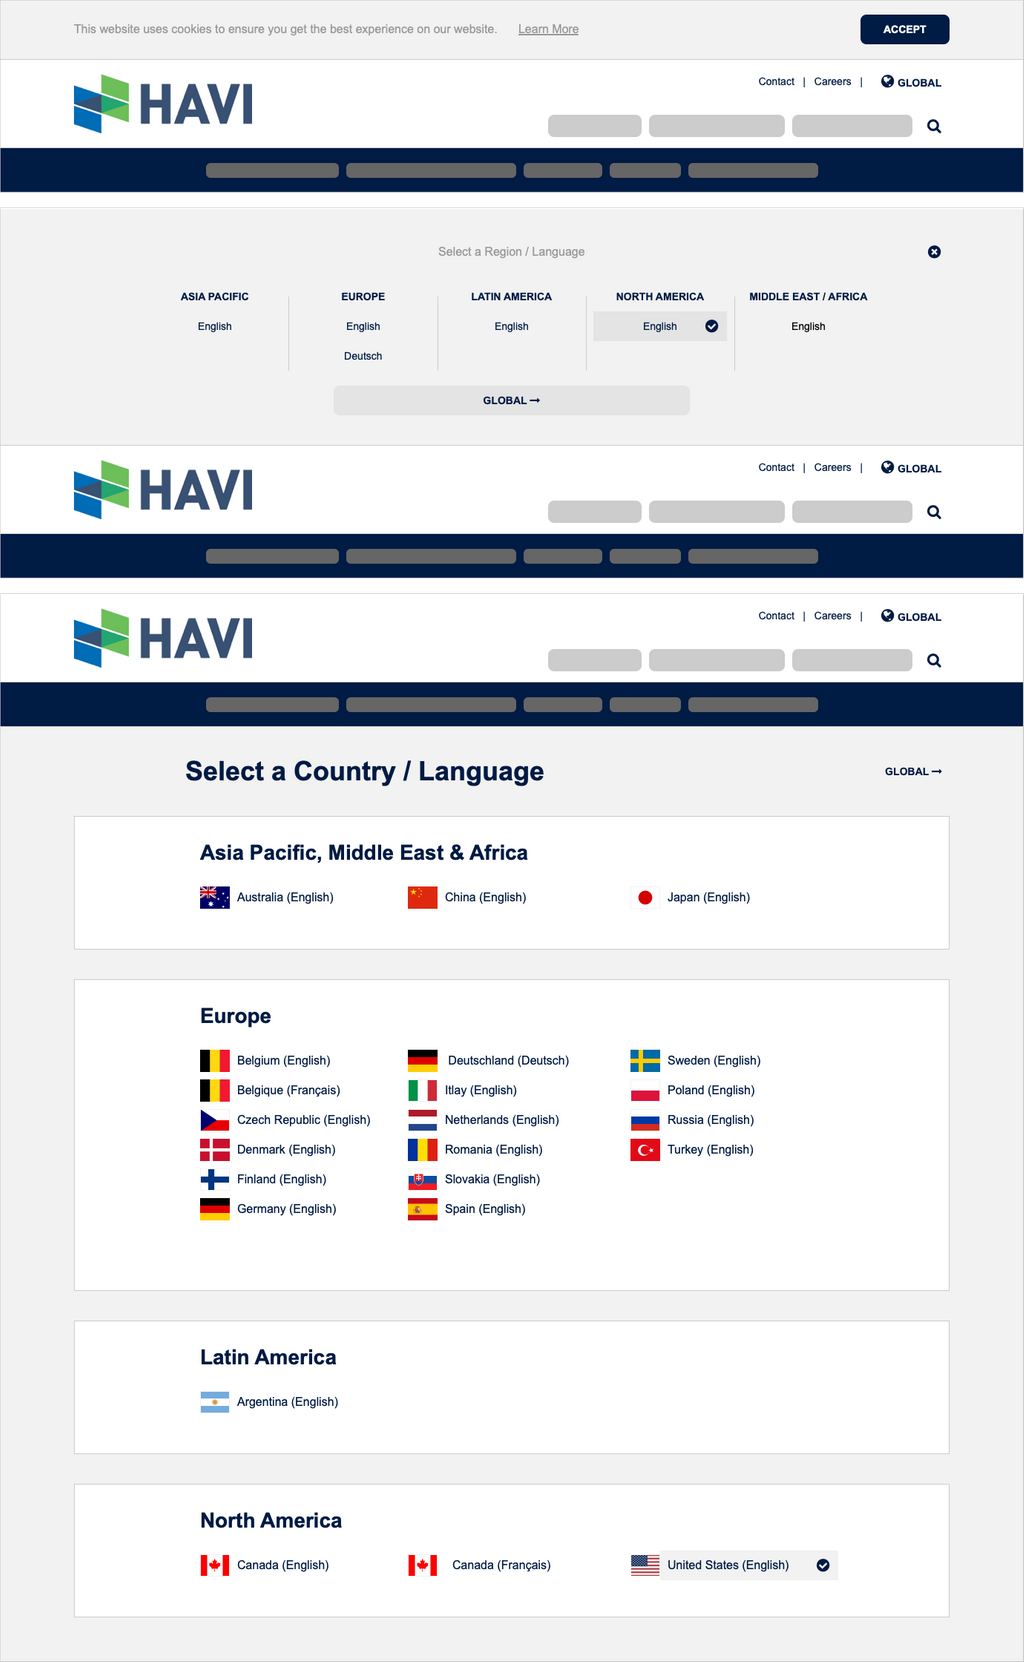 This website uses cookies to ensure you get the best experience on our website. Learn More ACCEPT
HAVI
Contact | Careers | GLOBAL
Select a Region / Language
ASIA PACIFIC EUROPE LATIN AMERICA NORTH AMERICA MIDDLE EAST / AFRICA
English English English English English
Deutsch
GLOBAL
HAVI
Contact | Careers | GLOBAL
HAVI
Contact | Careers | GLOBAL
Select a Country / Language GLOBAL
Asia Pacific, Middle East & Africa
Australia (English) China (English) Japan (English)
Europe
Belgium (English) Deutschland (Deutsch) Sweden (English)
Belgique (Français) Itlay (English) Poland (English)
Czech Republic (English) Netherlands (English) Russia (English)
Denmark (English) Romania (English) Turkey (English)
Finland (English) Slovakia (English)
Germany (English) Spain (English)
Latin America
Argentina (English)
North America
Canada (English) Canada (Français) United States (English)